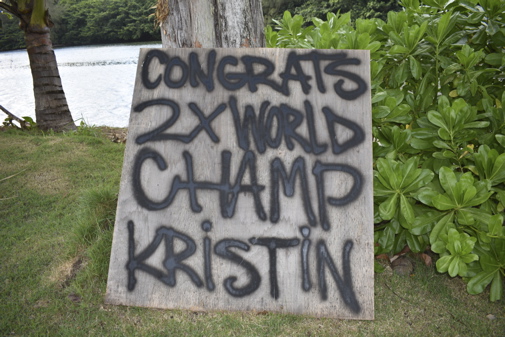 CONGRATS
2X WORLD
CHAMP
KRiSTiN